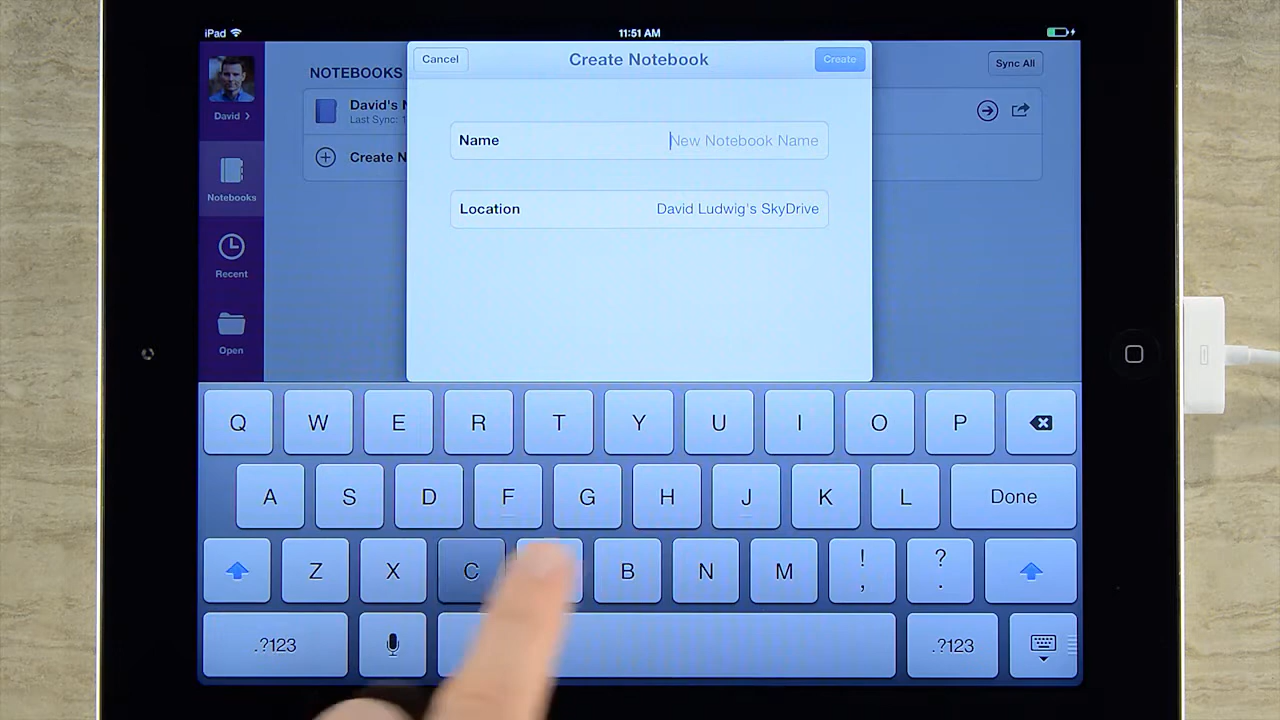 iPad
11:51 AM
Cancel
Create Notebook
Create
David
NOTEBOOKS
Sync All
David's N
Last Sync: 1
Create N
Name
New Notebook Name
Location
David Ludwig's SkyDrive
Notebooks
Recent
Open
Q W E R T Y U I O P
A S D F G H J K L Done
Z X C B N M ! , ? .
.?123 .?123